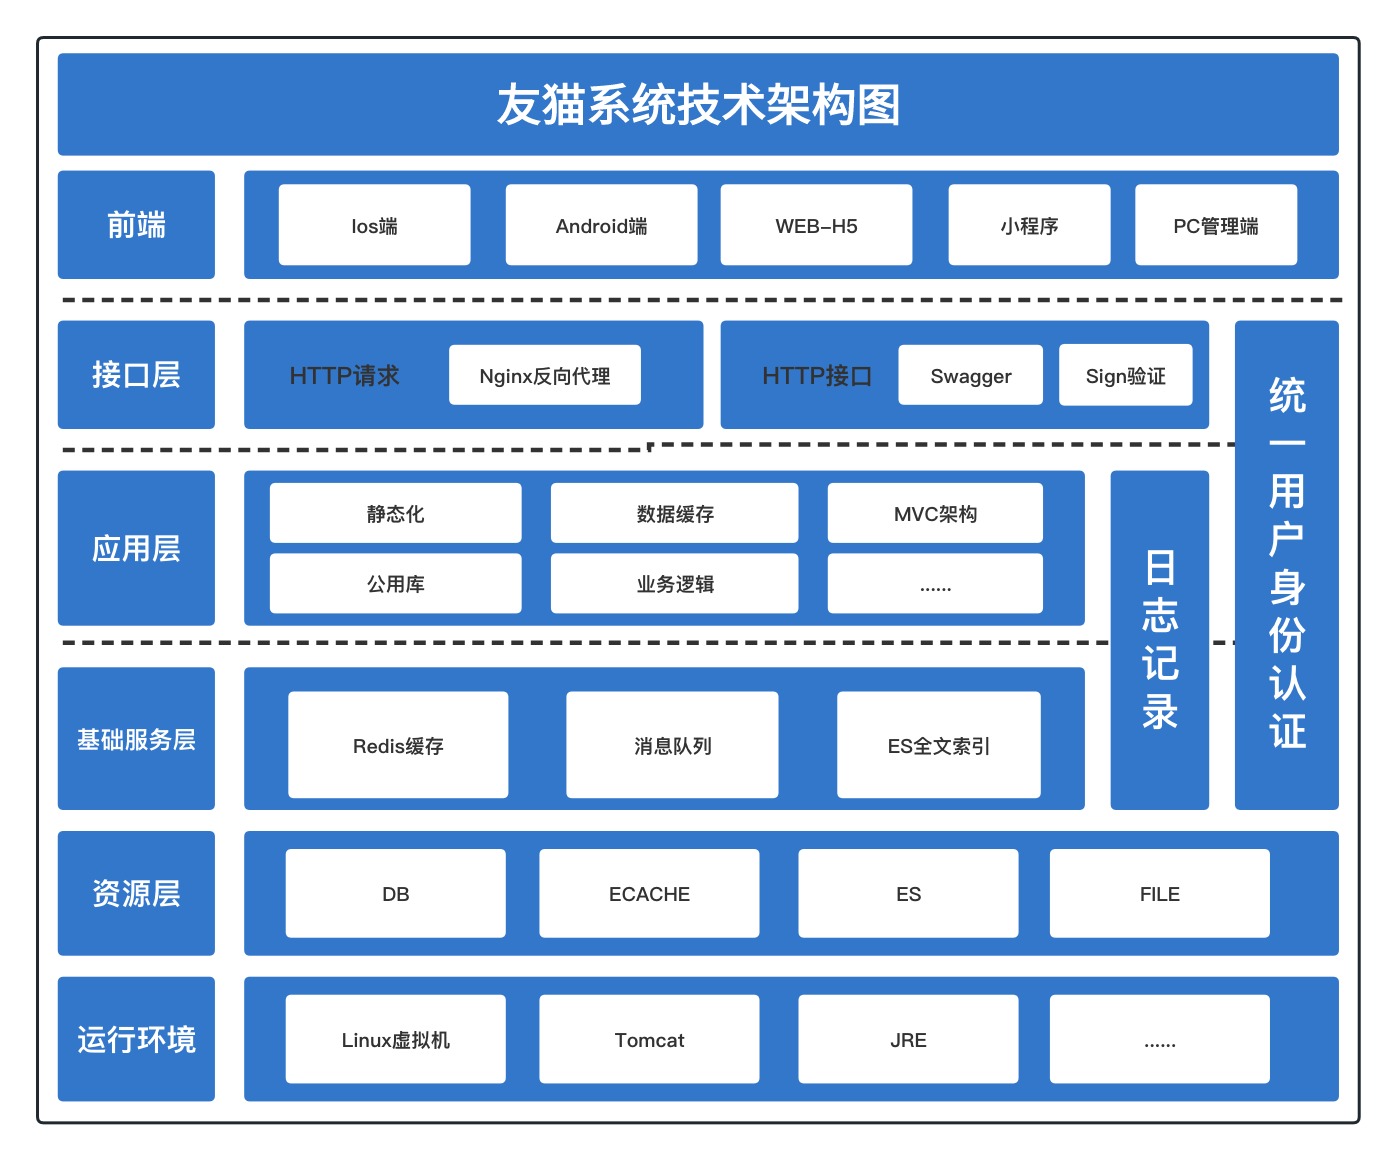 友猫系统技术架构图
前端
Ios端
Android端
WEB-H5
小程序
PC管理端
接口层
HTTP请求
Nginx反向代理
HTTP接口
Swagger
Sign验证
统一用户身份认证
应用层
静态化
数据缓存
MVC架构
公用库
业务逻辑
......
日志记录
基础服务层
Redis缓存
消息队列
ES全文索引
资源层
DB
ECACHE
ES
FILE
运行环境
Linux虚拟机
Tomcat
JRE
......